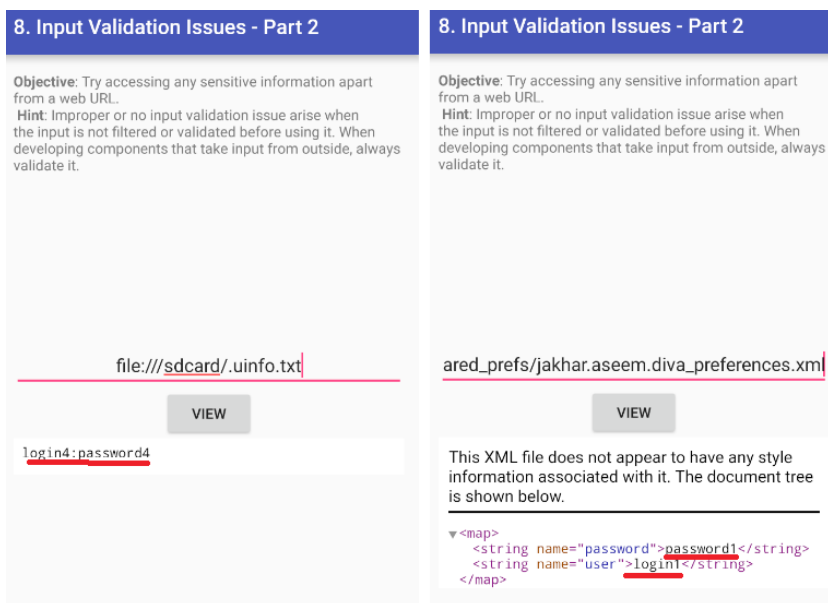 8. Input Validation Issues - Part 2
Objective: Try accessing any sensitive information apart
from a web URL.
Hint: Improper or no input validation issue arise when
the input is not filtered or validated before using it. When
developing components that take input from outside, always
validate it.
file:///sdcard/.uinfo.txt
VIEW
login4:password4
8. Input Validation Issues - Part 2
Objective: Try accessing any sensitive information apart
from a web URL.
Hint: Improper or no input validation issue arise when
the input is not filtered or validated before using it. When
developing components that take input from outside, always
validate it.
ared_prefs/jakhar.aseem.diva_preferences.xml
VIEW
This XML file does not appear to have any style
information associated with it. The document tree
is shown below.
▼<map>
<string name="password">password1</string>
<string name="user">login1</string>
</map>